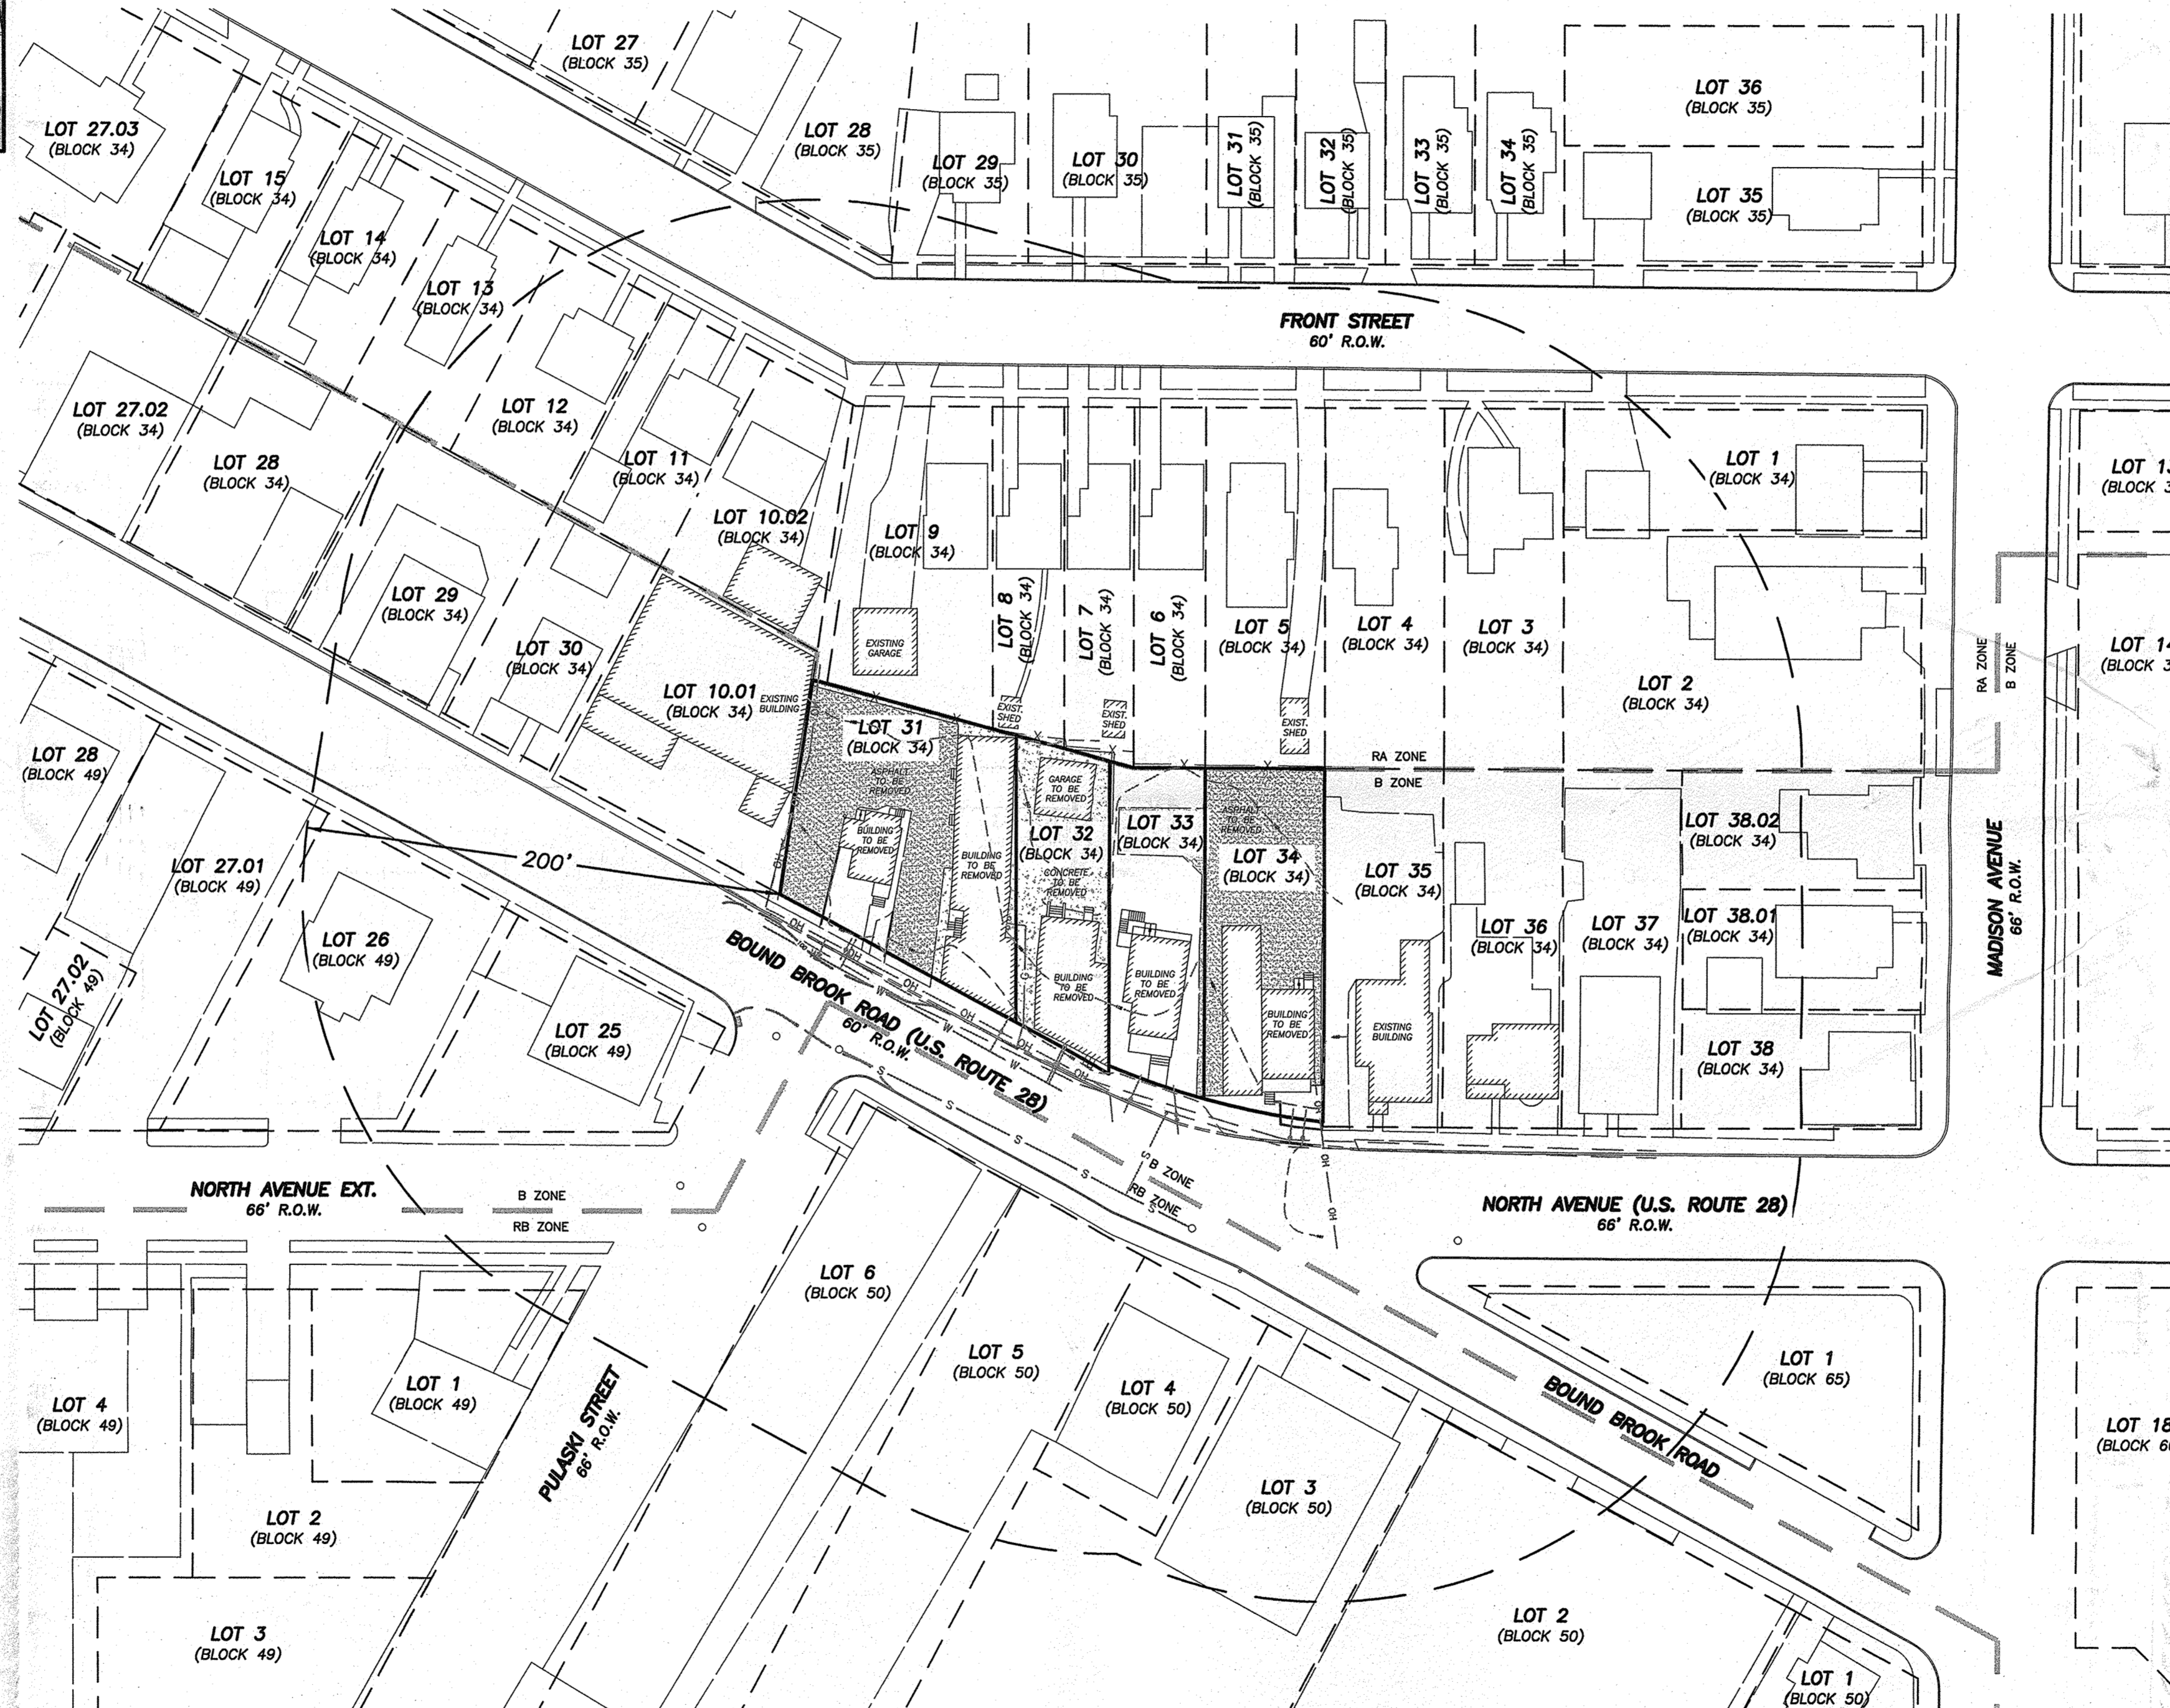 LOT 27
(BLOCK 35)
LOT 36
(BLOCK 35)
LOT 27.03
(BLOCK 34)
LOT 28
(BLOCK 35)
LOT 29
(BLOCK 35)
LOT 30
(BLOCK 35)
LOT 31
(BLOCK 35)
LOT 32
(BLOCK 35)
LOT 33
(BLOCK 35)
LOT 34
(BLOCK 35)
LOT 35
(BLOCK 35)
LOT 15
(BLOCK 34)
LOT 14
(BLOCK 34)
LOT 13
(BLOCK 34)
FRONT STREET
60' R.O.W.
LOT 27.02
(BLOCK 34)
LOT 12
(BLOCK 34)
LOT 28
(BLOCK 34)
LOT 11
(BLOCK 34)
LOT 10.02
(BLOCK 34)
LOT 9
(BLOCK 34)
LOT 1
(BLOCK 34)
LOT 29
(BLOCK 34)
LOT 30
(BLOCK 34)
EXISTING
GARAGE
LOT 8
(BLOCK 34)
LOT 7
(BLOCK 34)
LOT 6
(BLOCK 34)
LOT 5
(BLOCK 34)
LOT 4
(BLOCK 34)
LOT 3
(BLOCK 34)
LOT 2
(BLOCK 34)
RA ZONE
B ZONE
LOT 14
LOT 10.01
(BLOCK 34)
EXISTING
BUILDING
EXIST.
SHED
EXIST.
SHED
EXIST.
SHED
X
X
X
X
X
X
LOT 31
(BLOCK 34)
ASPHALT
TO BE
REMOVED
RA ZONE
B ZONE
GARAGE
TO BE
REMOVED
LOT 28
(BLOCK 49)
BUILDING
TO BE
REMOVED
BUILDING
TO BE
REMOVED
LOT 32
(BLOCK 34)
CONCRETE
TO BE
REMOVED
LOT 33
(BLOCK 34)
ASPHALT
TO BE
REMOVED
LOT 34
(BLOCK 34)
LOT 35
(BLOCK 34)
LOT 38.02
(BLOCK 34)
200'
LOT 27.01
(BLOCK 49)
LOT 36
(BLOCK 34)
LOT 37
(BLOCK 34)
LOT 38.01
(BLOCK 34)
MADISON AVENUE
66' R.O.W.
LOT 26
(BLOCK 49)
LOT 27.02
(BLOCK 49)
LOT 25
(BLOCK 49)
OH
OH
OH
OH
OH
OH
OH
W
W
W
BUILDING
TO BE
REMOVED
BUILDING
TO BE
REMOVED
BUILDING
TO BE
REMOVED
EXISTING
BUILDING
LOT 38
(BLOCK 34)
BOUND BROOK ROAD (U.S. ROUTE 28)
60' R.O.W.
S
S
S
S
S
S
OH
OH
B ZONE
RB ZONE
NORTH AVENUE EXT.
66' R.O.W.
B ZONE
RB ZONE
NORTH AVENUE (U.S. ROUTE 28)
66' R.O.W.
LOT 6
(BLOCK 50)
LOT 5
(BLOCK 50)
LOT 4
(BLOCK 50)
LOT 1
(BLOCK 65)
LOT 4
(BLOCK 49)
LOT 1
(BLOCK 49)
PULASKI STREET
66' R.O.W.
BOUND BROOK ROAD
LOT 18
LOT 3
(BLOCK 50)
LOT 2
(BLOCK 49)
LOT 3
(BLOCK 49)
LOT 2
(BLOCK 50)
LOT 1
(BLOCK 50)